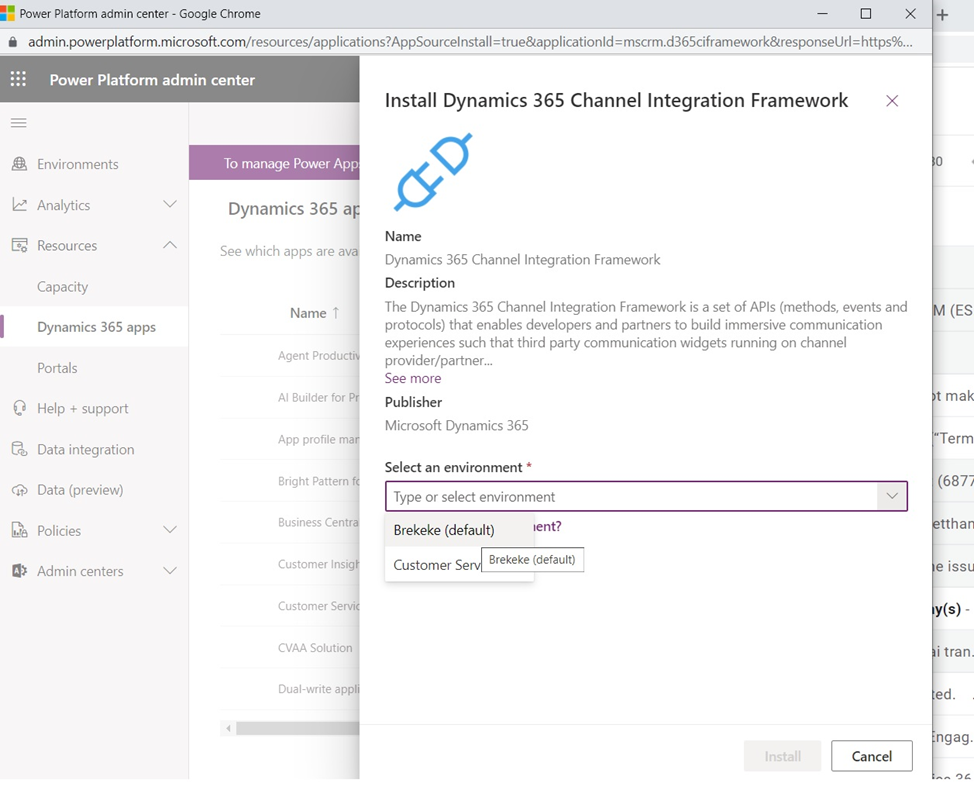 Power Platform admin center - Google Chrome
admin.powerplatform.microsoft.com/resources/applications?AppSourceInstall=true&applicationId=mscrm.d365ciframework&responseUrl=https%...
Power Platform admin center
Environments
Analytics
Resources
Capacity
Dynamics 365 apps
Portals
Help + support
Data integration
Data (preview)
Policies
Admin centers
To manage Power App
Dynamics 365 ap
See which apps are ava
Name ↑
Agent Productiv
AI Builder for Pr
App profile man
Bright Pattern fo
Business Centra
Customer Insigh
Customer Servic
CVAA Solution
Dual-write appli
Install Dynamics 365 Channel Integration Framework
Name
Dynamics 365 Channel Integration Framework
Description
The Dynamics 365 Channel Integration Framework is a set of APIs (methods, events and
protocols) that enables developers and partners to build immersive communication
experiences such that third party communication widgets running on channel
provider/partner...
See more
Publisher
Microsoft Dynamics 365
Select an environment *
Type or select environment
Brekeke (default)
ent?
Customer Serv
Brekeke (default)
Install
Cancel
30
M (ES
ot mak
"Term
(6877
etthan
ne issu
ay(s) -
ai tran.
ted.
Engag.